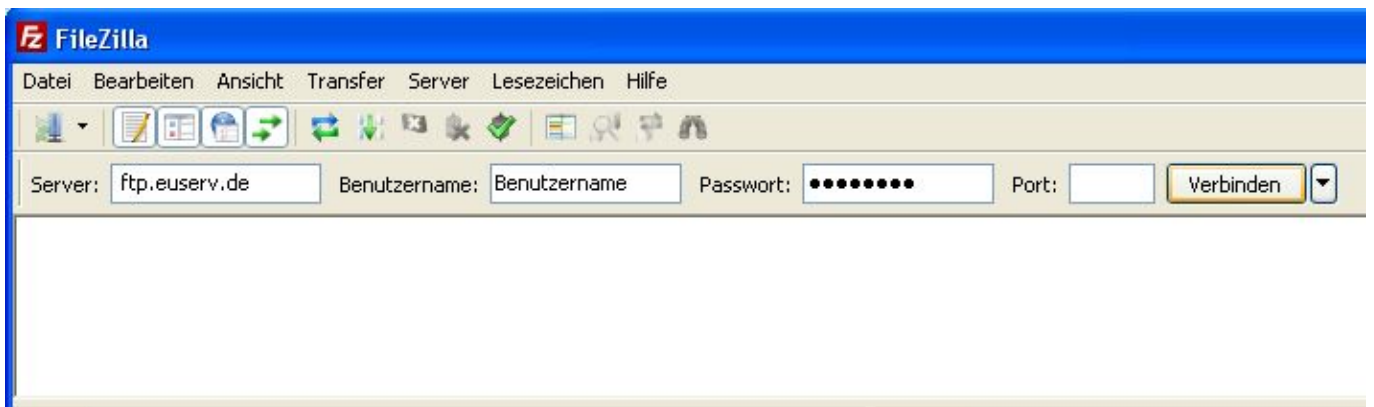 FileZilla
Datei Bearbeiten Ansicht Transfer Server Lesezeichen Hilfe
Server: ftp.euserv.de Benutzername: Benutzername Passwort: ●●●●●●●● Port: Verbinden